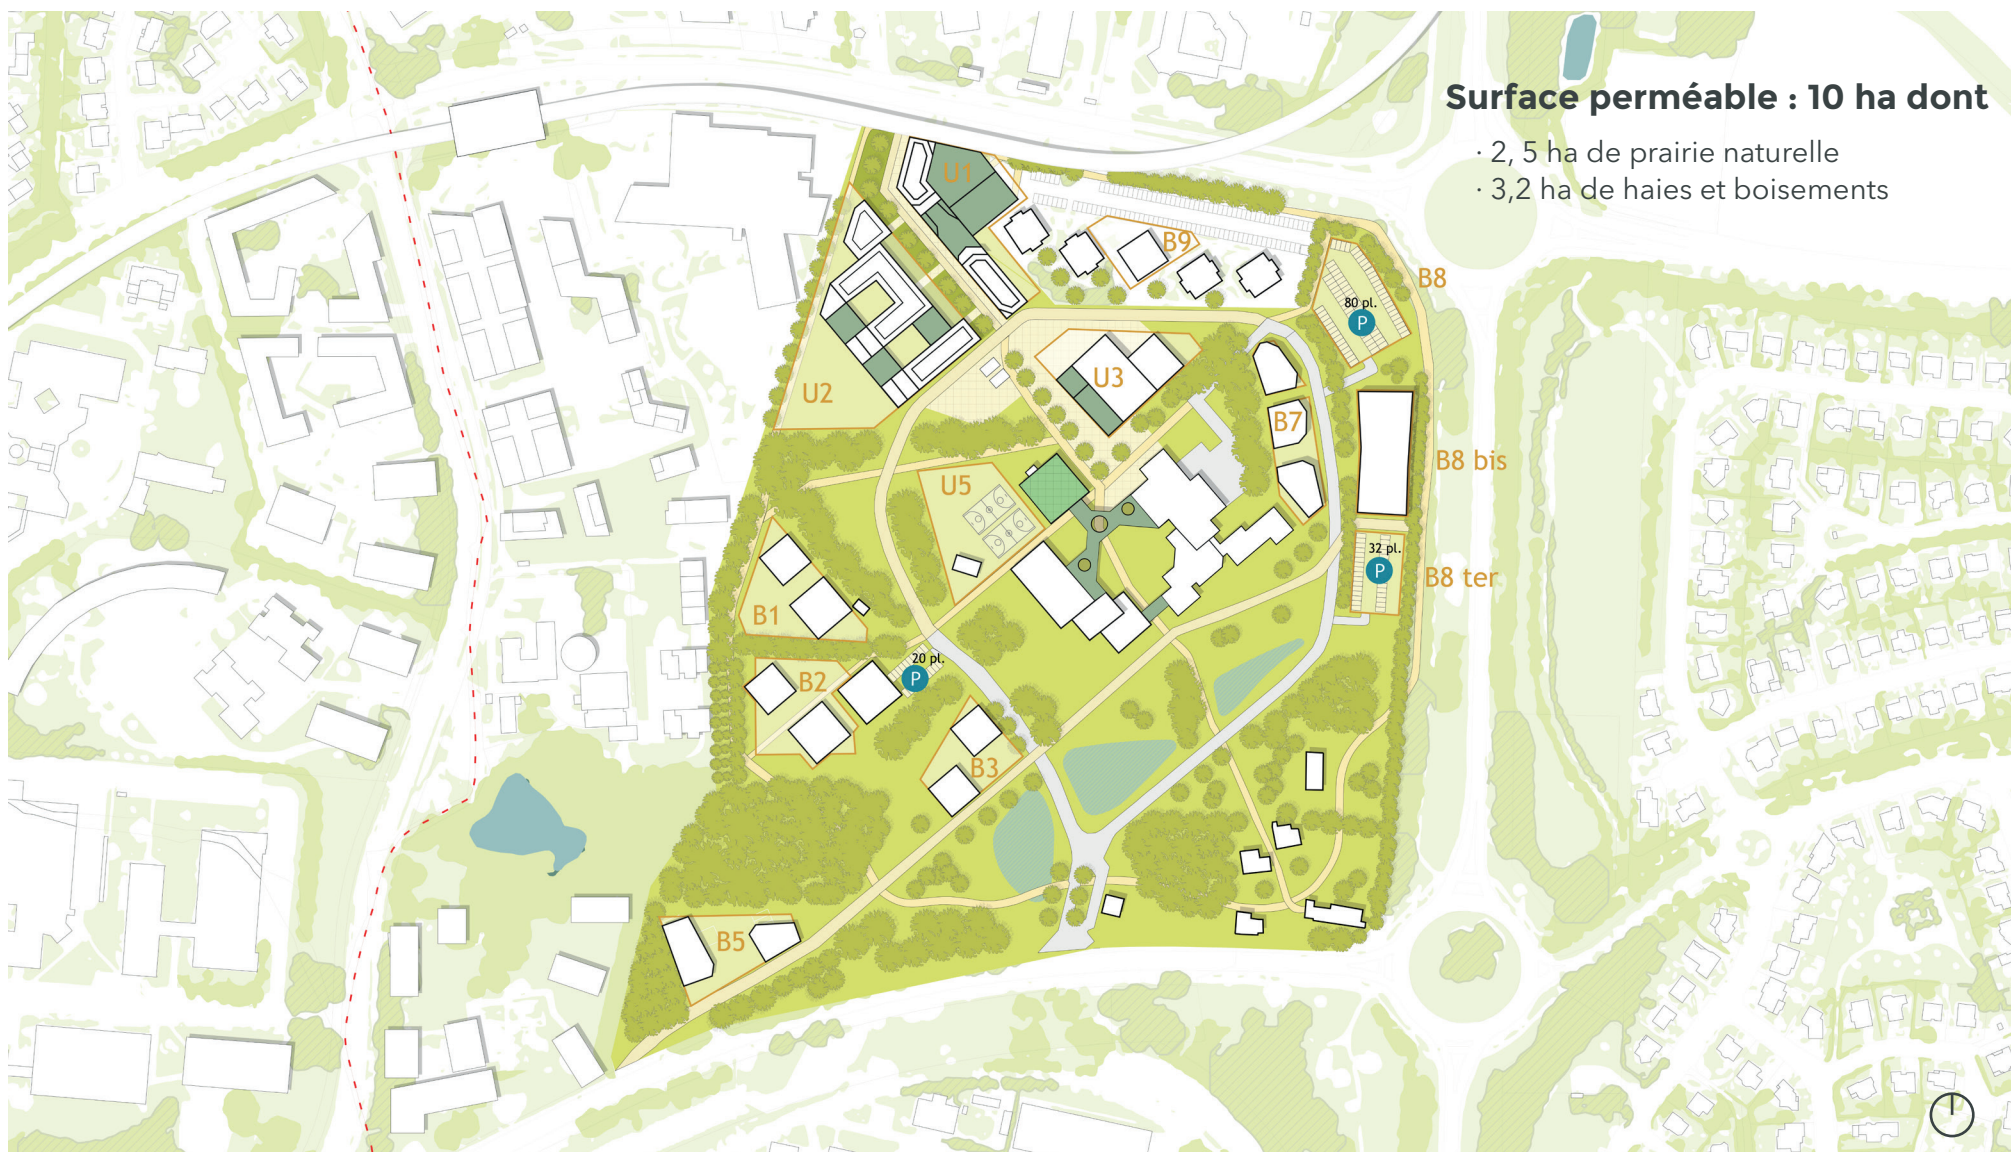 Surface perméable : 10 ha dont
· 2, 5 ha de prairie naturelle
· 3,2 ha de haies et boisements
U1
B9
B8
80 pl.
P
U3
U2
B7
B8 bis
U5
32 pl.
P
B8 ter
B1
20 pl.
P
B2
B3
B5